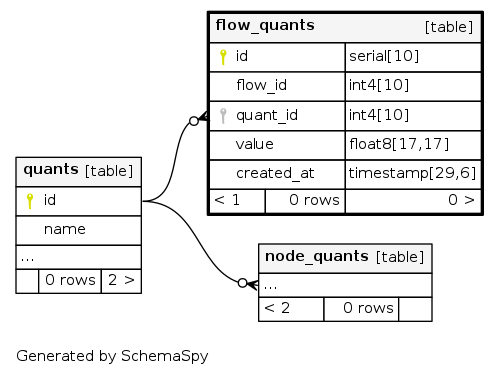 flow_quants [table]
id serial[10]
flow_id int4[10]
quant_id int4[10]
value float8[17,17]
created_at timestamp[29,6]
< 1 0 rows 0 >
quants [table]
id
name
...
0 rows 2 >
node_quants [table]
...
< 2 0 rows
Generated by SchemaSpy